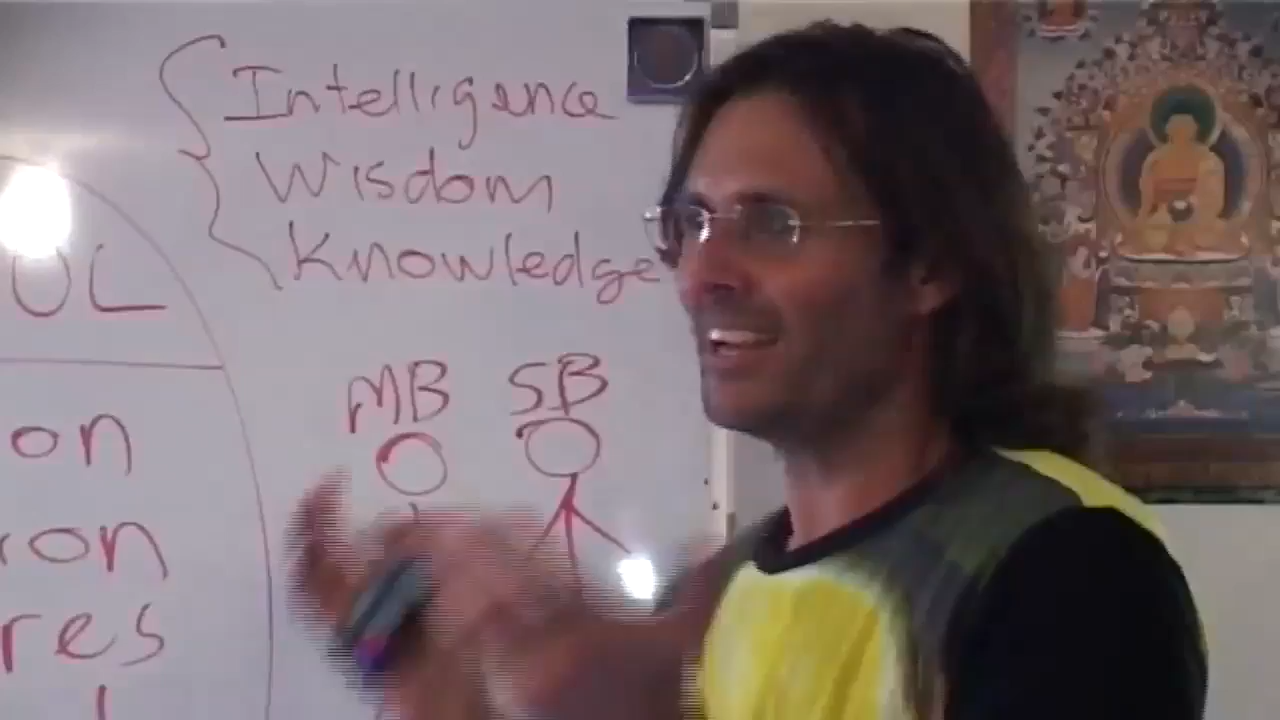 Intelligence
Wisdom
Knowledge
UL
MB SB
on
ron
res